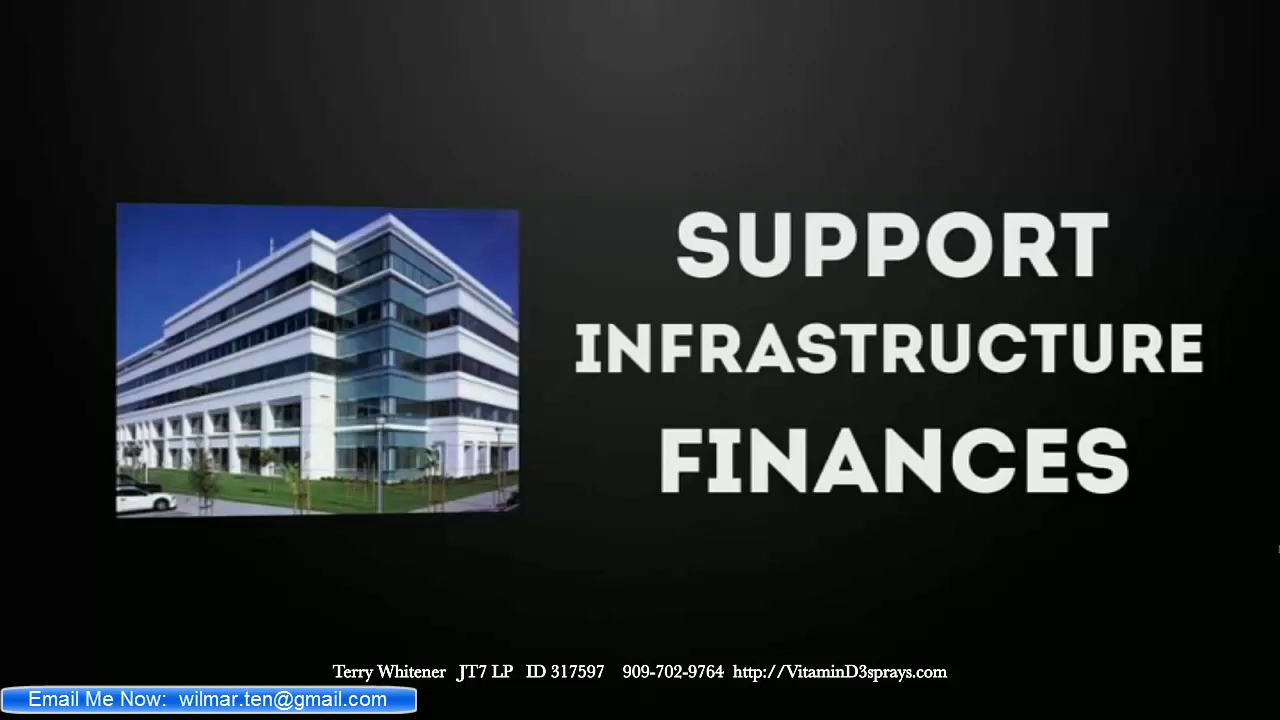 SUPPORT
INFRASTRUCTURE
FINANCES
Terry Whitener JT7 LP ID 317597 909-702-9764 http://VitaminD3sprays.com
Email Me Now: wilmar.ten@gmail.com